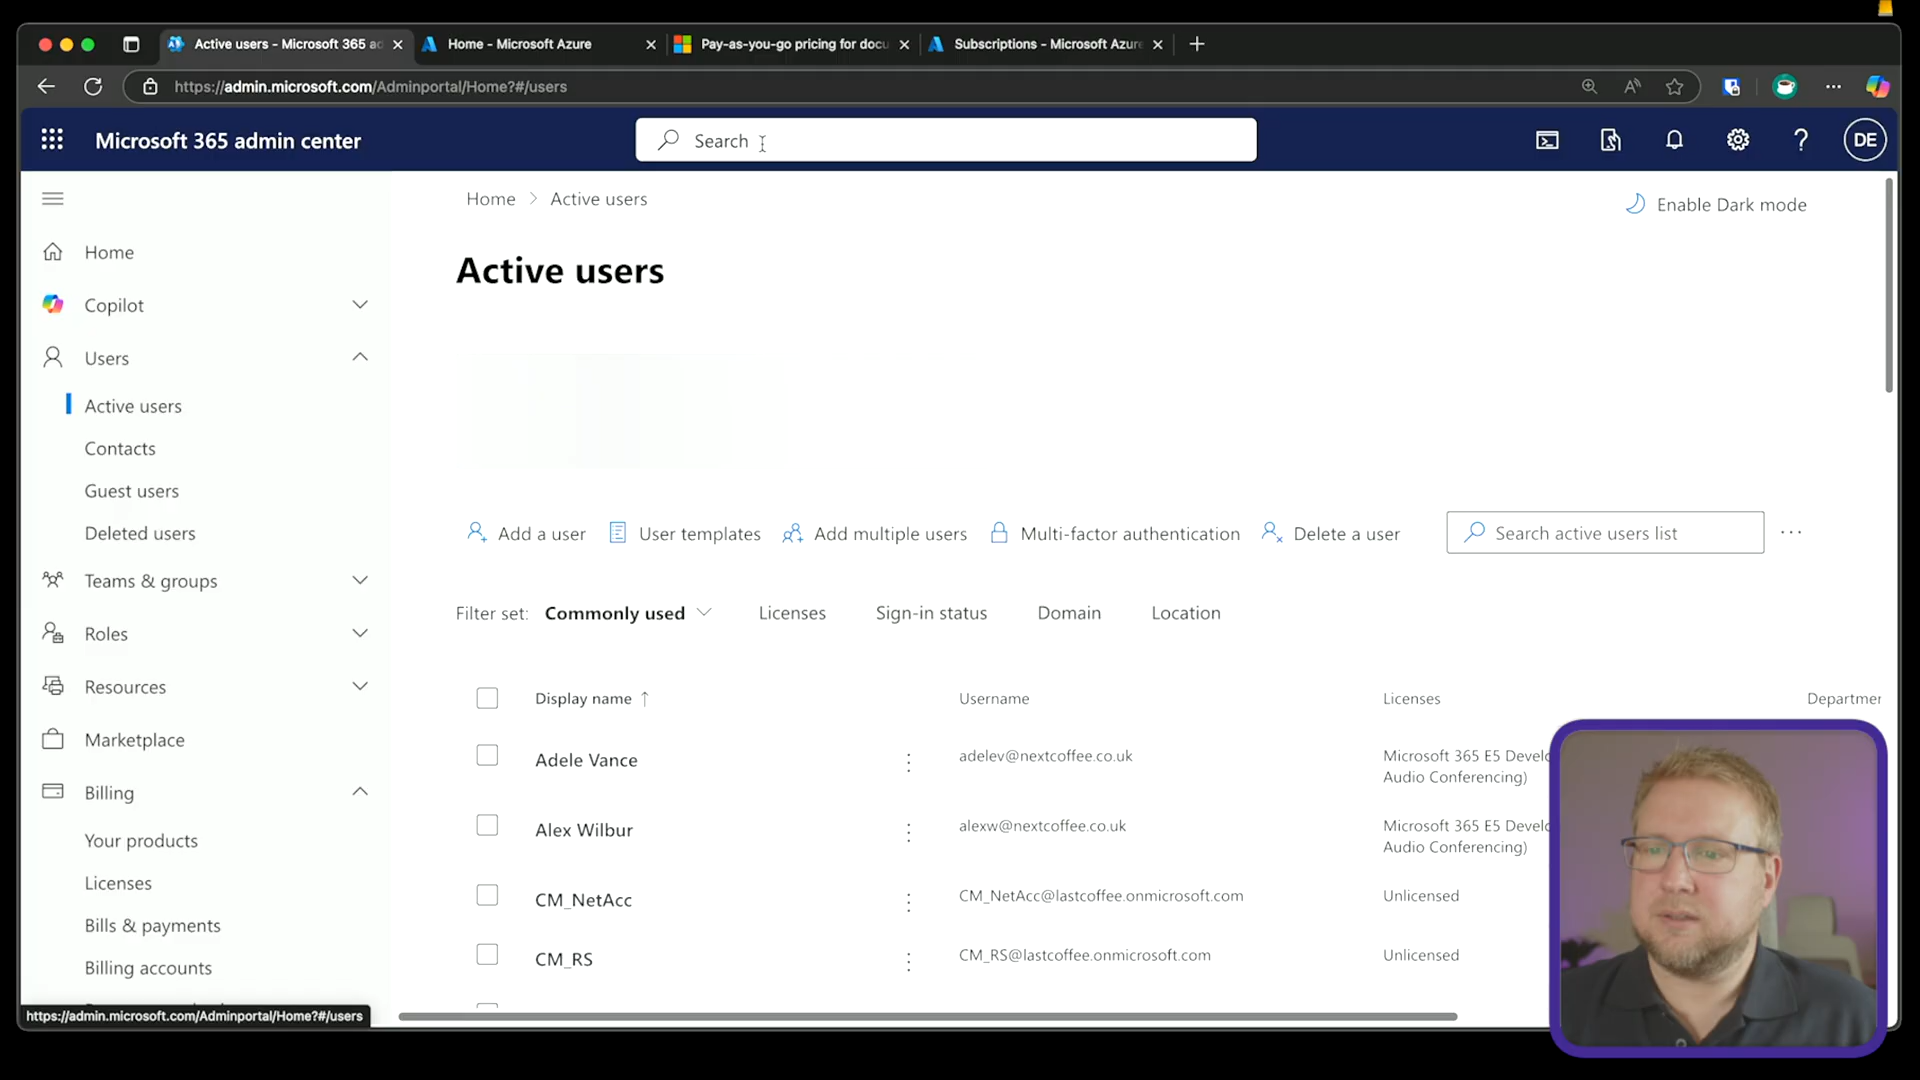 Active users - Microsoft 365 ad
Home - Microsoft Azure
Pay-as-you-go pricing for docu
Subscriptions - Microsoft Azure
https://admin.microsoft.com/Adminportal/Home?#/users
Microsoft 365 admin center
Search
DE
Home > Active users
Enable Dark mode
Active users
Home
Copilot
Users
Active users
Contacts
Guest users
Deleted users
Teams & groups
Roles
Resources
Marketplace
Billing
Your products
Licenses
Bills & payments
Billing accounts
https://admin.microsoft.com/Adminportal/Home?#/users
Add a user
User templates
Add multiple users
Multi-factor authentication
Delete a user
Search active users list
Filter set: Commonly used
Licenses
Sign-in status
Domain
Location
Display name ↑
Username
Licenses
Departmen
Adele Vance
adelev@nextcoffee.co.uk
Microsoft 365 E5 Develo
Audio Conferencing)
Alex Wilbur
alexw@nextcoffee.co.uk
Microsoft 365 E5 Develo
Audio Conferencing)
CM_NetAcc
CM_NetAcc@lastcoffee.onmicrosoft.com
Unlicensed
CM_RS
CM_RS@lastcoffee.onmicrosoft.com
Unlicensed